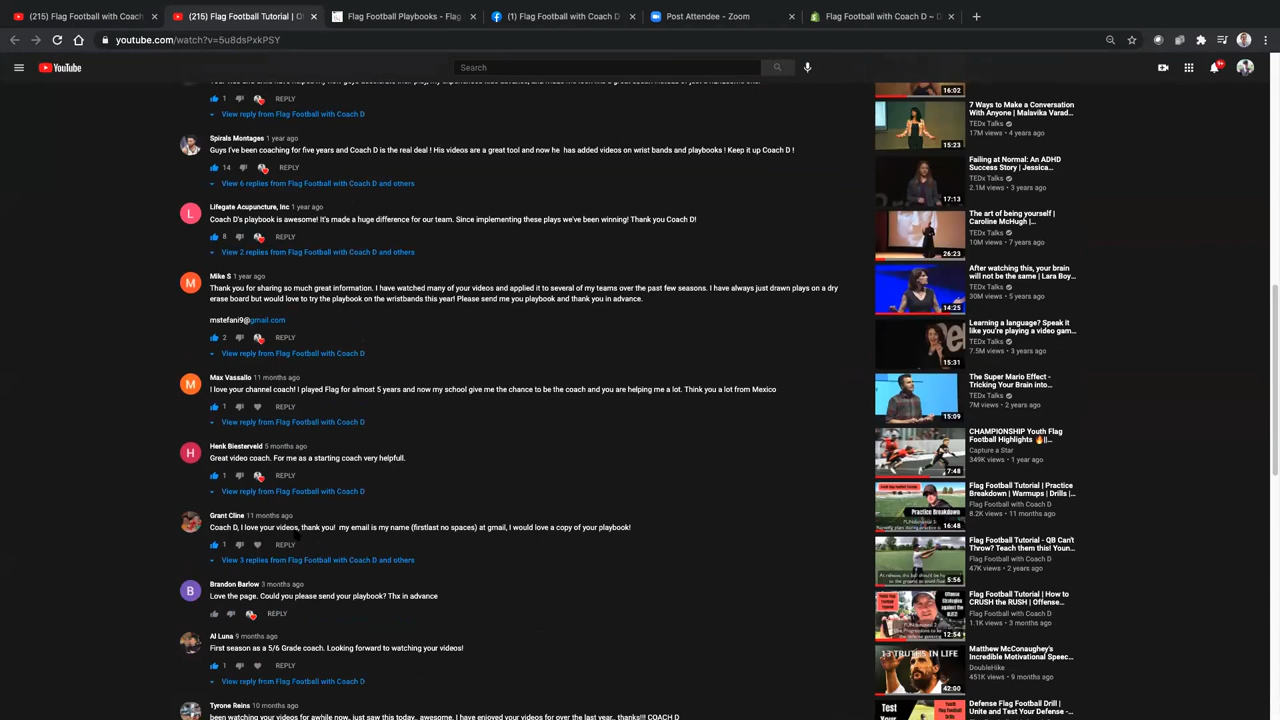 (215) Flag Football with Coach
(215) Flag Football Tutorial | O
Flag Football Playbooks - Flag
(1) Flag Football with Coach D
Post Attendee - Zoom
Flag Football with Coach D ~ D
youtube.com/watch?v=5u8dsPxkPSY
YouTube
Search
9+
1 REPLY
View reply from Flag Football with Coach D
Spirals Montages 1 year ago
Guys I've been coaching for five years and Coach D is the real deal ! His videos are a great tool and now he has added videos on wrist bands and playbooks ! Keep it up Coach D !
14 REPLY
View 6 replies from Flag Football with Coach D and others
Lifegate Acupuncture, Inc 1 year ago
Coach D's playbook is awesome! It's made a huge difference for our team. Since implementing these plays we've been winning! Thank you Coach D!
8 REPLY
View 2 replies from Flag Football with Coach D and others
Mike S 1 year ago
Thank you for sharing so much great information. I have watched many of your videos and applied it to several of my teams over the past few seasons. I have always just drawn plays on a dry
erase board but would love to try the playbook on the wristbands this year! Please send me you playbook and thank you in advance.
mstefani9@gmail.com
2 REPLY
View reply from Flag Football with Coach D
Max Vassallo 11 months ago
I love your channel coach! I played Flag for almost 5 years and now my school give me the chance to be the coach and you are helping me a lot. Think you a lot from Mexico
1 REPLY
View reply from Flag Football with Coach D
Henk Biesterveld 5 months ago
Great video coach. For me as a starting coach very helpfull.
1 REPLY
View reply from Flag Football with Coach D
Grant Cline 11 months ago
Coach D, I love your videos, thank you! my email is my name (firstlast no spaces) at gmail, I would love a copy of your playbook!
1 REPLY
View 3 replies from Flag Football with Coach D and others
Brandon Barlow 3 months ago
Love the page. Could you please send your playbook? Thx in advance
REPLY
Al Luna 9 months ago
First season as a 5/6 Grade coach. Looking forward to watching your videos!
1 REPLY
View reply from Flag Football with Coach D
Tyrone Reins 10 months ago
been watching your videos for awhile now, just saw this today.. awesome, I have enjoyed your videos for over the last year.. thanks!!! COACH D
16:02
15:23
7 Ways to Make a Conversation
With Anyone | Malavika Varad...
TEDx Talks
17M views • 4 years ago
17:13
Failing at Normal: An ADHD
Success Story | Jessica...
TEDx Talks
2.1M views • 3 years ago
26:23
The art of being yourself |
Caroline McHugh |...
TEDx Talks
10M views • 7 years ago
14:25
After watching this, your brain
will not be the same | Lara Boy...
TEDx Talks
30M views • 5 years ago
15:31
Learning a language? Speak it
like you're playing a video gam...
TEDx Talks
7.5M views • 3 years ago
15:09
The Super Mario Effect -
Tricking Your Brain into...
TEDx Talks
7M views • 2 years ago
7:48
CHAMPIONSHIP Youth Flag
Football Highlights 🔥||...
Capture a Star
349K views • 1 year ago
Practice
Breakdown
16:48
Flag Football Tutorial | Practice
Breakdown | Warmups | Drills |...
Flag Football with Coach D
8.2K views • 11 months ago
5:56
Flag Football Tutorial - QB Can't
Throw? Teach them this! Youn...
Flag Football with Coach D
47K views • 2 years ago
12:54
Flag Football Tutorial | How to
CRUSH the RUSH | Offense...
Flag Football with Coach D
1.1K views • 3 months ago
13 TRUTHS IN LIFE
42:00
Matthew McConaughey's
Incredible Motivational Speec...
DoubleHike
451K views • 9 months ago
Test
Your
Defense Flag Football Drill |
Unite and Test Your Defense -